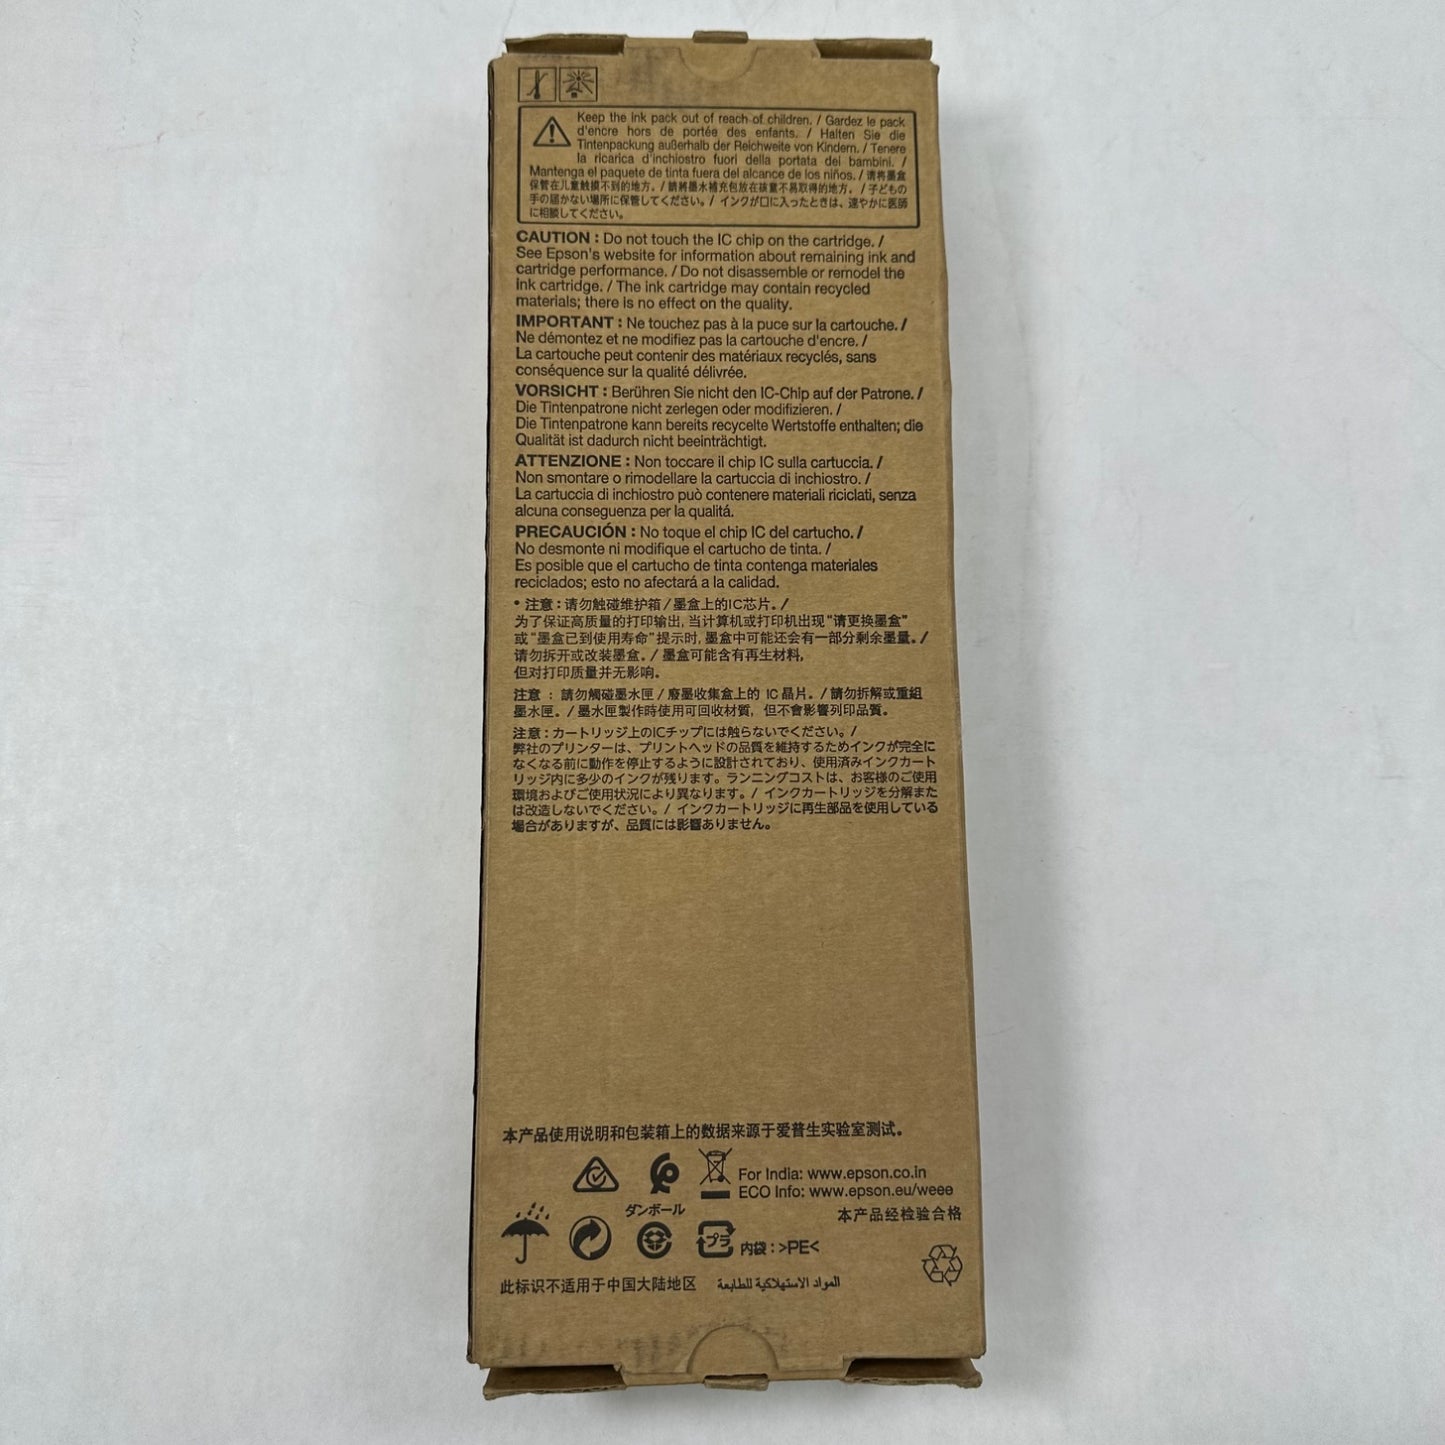 Keep the ink pack out of reach of children. / Gardez le pack
d'encre hors de portée des enfants. / Halten Sie die
Tintenpackung außerhalb der Reichweite von Kindern. / Tenere
la ricarica d'inchiostro fuori della portata dei bambini. /
Mantenga el paquete de tinta fuera del alcance de los niños. / 请将墨盒
保管在儿童触摸不到的地方。/ 請將墨水補充包放在孩童不易取得的地方。/ 子どもの
手の届かない場所に保管してください。/ インクが口に入ったときは、速やかに医師
に相談してください。
CAUTION : Do not touch the IC chip on the cartridge. /
See Epson's website for information about remaining ink and
cartridge performance. / Do not disassemble or remodel the
ink cartridge. / The ink cartridge may contain recycled
materials; there is no effect on the quality.
IMPORTANT : Ne touchez pas à la puce sur la cartouche. /
Ne démontez et ne modifiez pas la cartouche d'encre. /
La cartouche peut contenir des matériaux recyclés, sans
conséquence sur la qualité délivrée.
VORSICHT : Berühren Sie nicht den IC-Chip auf der Patrone. /
Die Tintenpatrone nicht zerlegen oder modifizieren. /
Die Tintenpatrone kann bereits recycelte Wertstoffe enthalten; die
Qualität ist dadurch nicht beeinträchtigt.
ATTENZIONE : Non toccare il chip IC sulla cartuccia. /
Non smontare o rimodellare la cartuccia di inchiostro. /
La cartuccia di inchiostro può contenere materiali riciclati, senza
alcuna conseguenza per la qualitá.
PRECAUCIÓN : No toque el chip IC del cartucho. /
No desmonte ni modifique el cartucho de tinta. /
Es posible que el cartucho de tinta contenga materiales
reciclados; esto no afectará a la calidad.
• 注意：请勿触碰维护箱 / 墨盒上的IC芯片。/
为了保证高质量的打印输出, 当计算机或打印机出现“请更换墨盒”
或“墨盒已到使用寿命”提示时, 墨盒中可能还会有一部分剩余墨量。/
请勿拆开或改装墨盒。/ 墨盒可能含有再生材料,
但对打印质量并无影响。
注意 ： 請勿觸碰墨水匣 / 廢墨收集盒上的 IC 晶片。/ 請勿拆解或重組
墨水匣。/ 墨水匣製作時使用可回收材質, 但不會影響列印品質。
注意：カートリッジ上のICチップには触らないでください。/
弊社のプリンターは、プリントヘッドの品質を維持するためインクが完全に
なくなる前に動作を停止するように設計されており、使用済みインクカート
リッジ内に多少のインクが残ります。ランニングコストは、お客様のご使用
環境およびご使用状況により異なります。/ インクカートリッジを分解また
は改造しないでください。/ インクカートリッジに再生部品を使用している
場合がありますが、品質には影響ありません。
本产品使用说明和包装箱上的数据来源于爱普生实验室测试。
For India: www.epson.co.in
ECO Info: www.epson.eu/weee
ダンボール
本产品经检验合格
プラ
内袋：>PE<
此标识不适用于中国大陆地区
المواد الاستهلاكية للطابعة